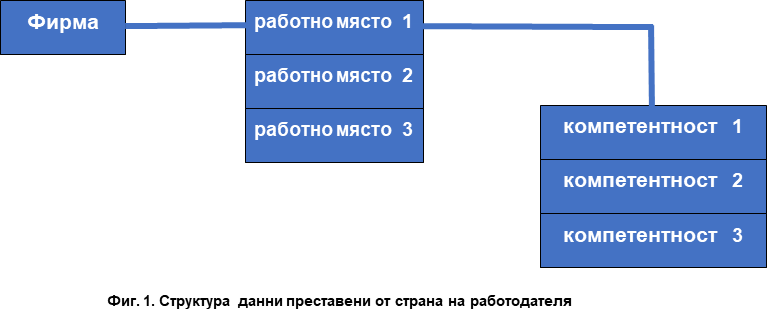 Фирма
работно място 1
работно място 2
работно място 3
компетентност 1
компетентност 2
компетентност 3
Фиг. 1. Структура данни преставени от страна на работодателя